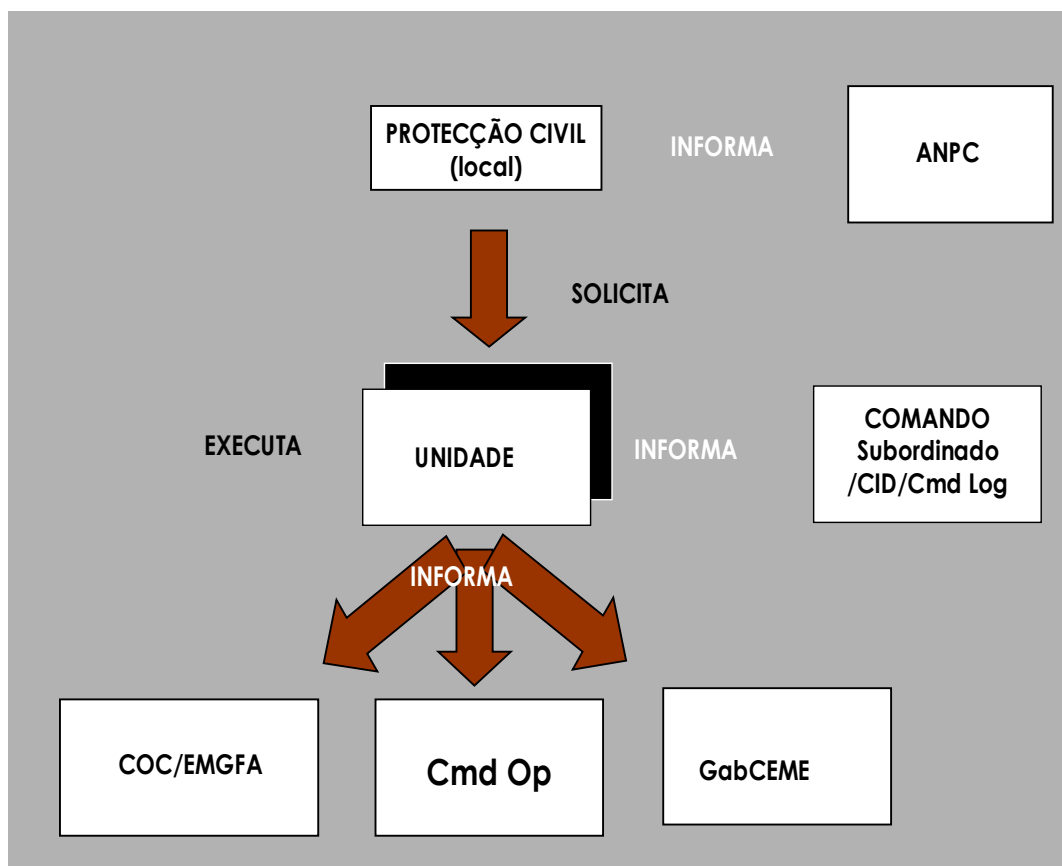 PROTECÇÃO CIVIL
(local)
INFORMA
ANPC
SOLICITA
EXECUTA
UNIDADE
INFORMA
COMANDO
Subordinado
/CID/Cmd Log
INFORMA
COC/EMGFA
Cmd Op
GabCEME